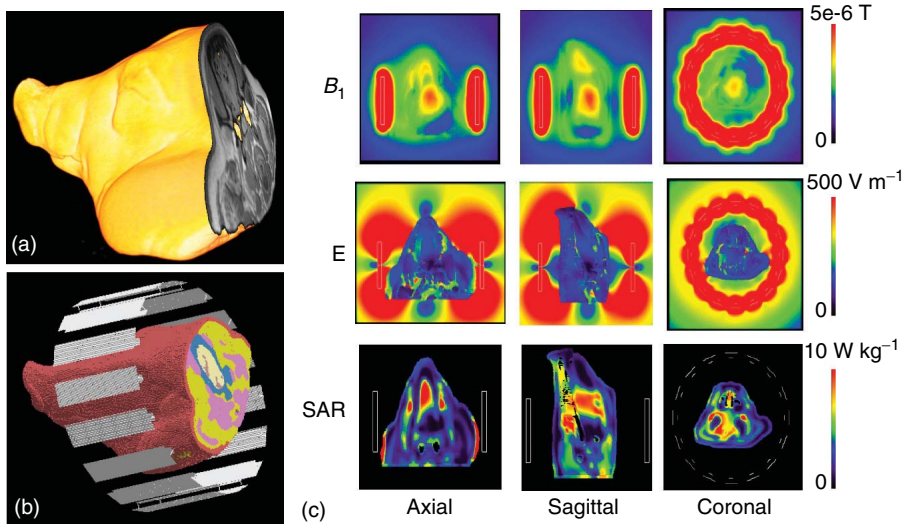 (a)
(b)
(c)
B₁
E
SAR
Axial
Sagittal
Coronal
5e-6 T
0
500 V m⁻¹
0
10 W kg⁻¹
0